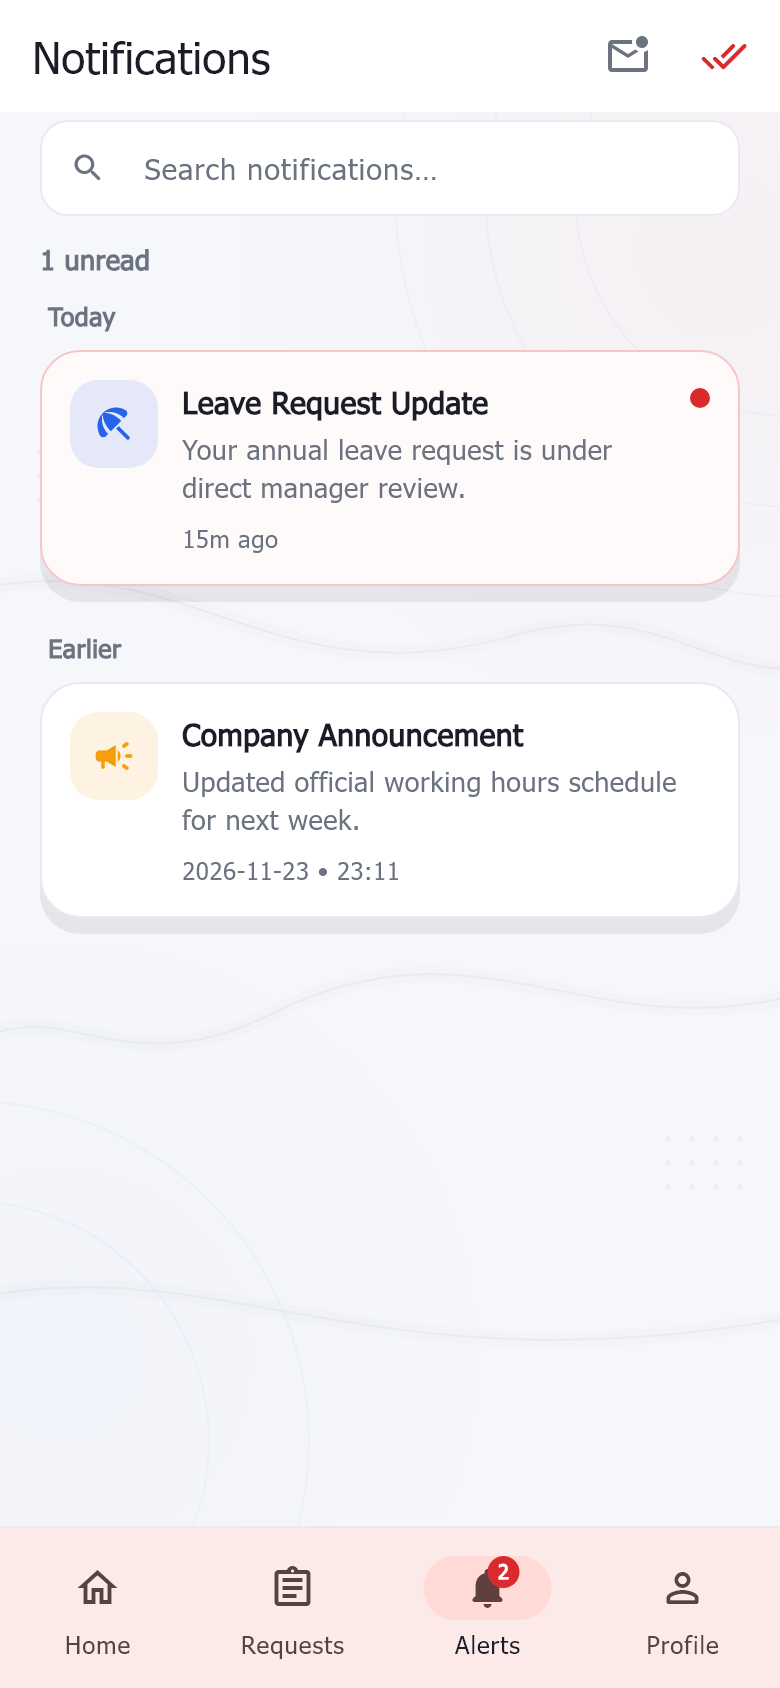 Notifications
Search notifications...
1 unread
Today
Leave Request Update
Your annual leave request is under
direct manager review.
15m ago
Earlier
Company Announcement
Updated official working hours schedule
for next week.
2026-11-23 • 23:11
2
Home
Requests
Alerts
Profile